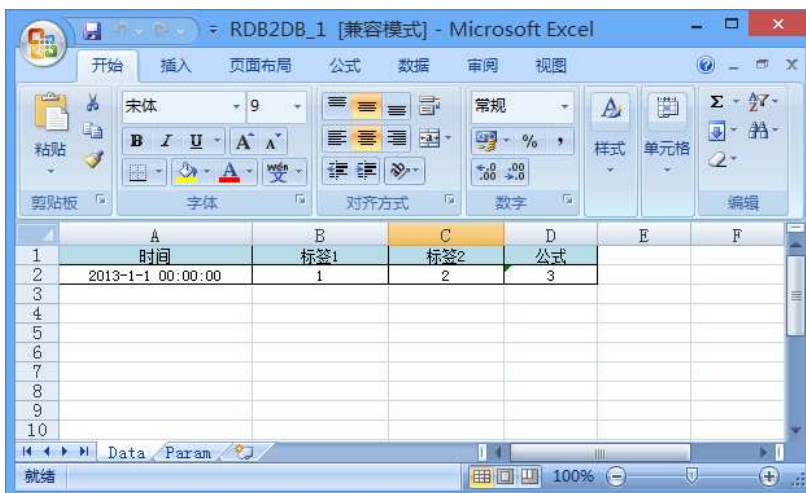 RDB2DB_1 [兼容模式] - Microsoft Excel
开始 插入 页面布局 公式 数据 审阅 视图
宋体 9 常规
粘贴 B I U A A % , 样式 单元格 Σ
A wén 文 .0 .00 .00 .0
剪贴板 字体 对齐方式 数字 编辑
A B C D E F
1 时间 标签1 标签2 公式
2 2013-1-1 00:00:00 1 2 3
3
4
5
6
7
8
9
10
Data Param
就绪 100%